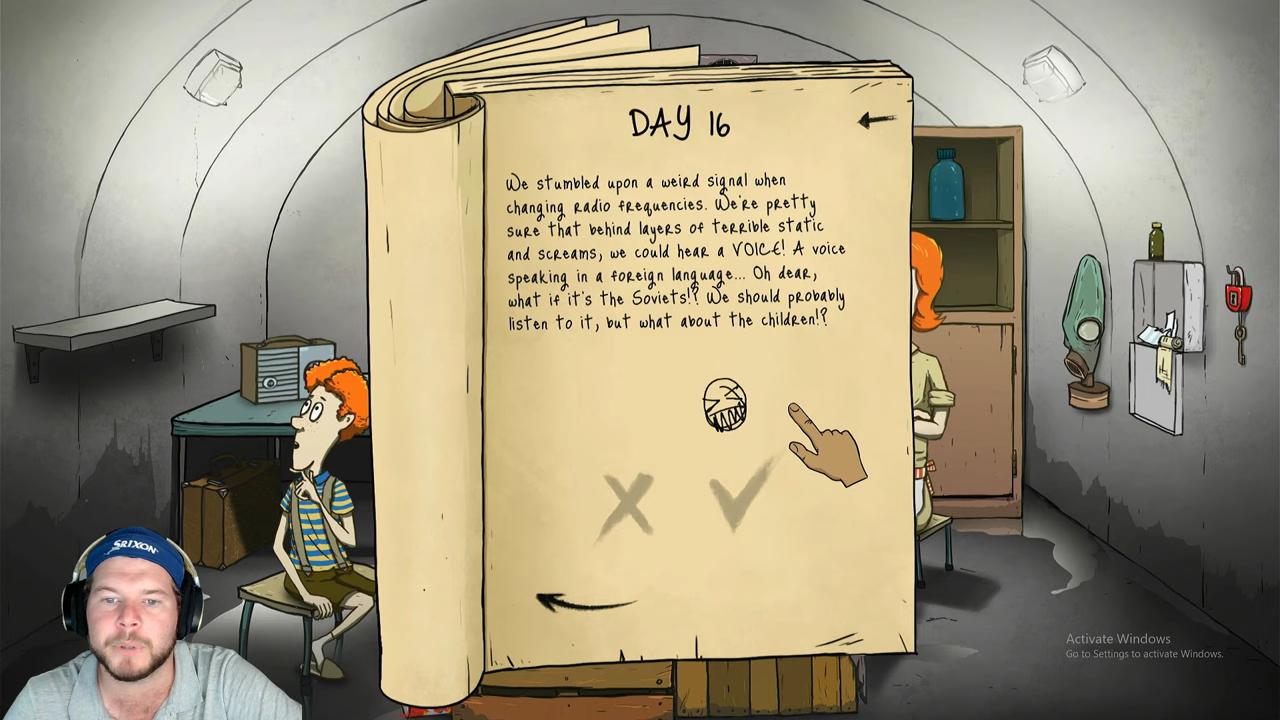 DAY 16
We stumbled upon a weird signal when
changing radio frequencies. We're pretty
sure that behind layers of terrible static
and screams, we could hear a VOICE! A voice
speaking in a foreign language... Oh dear,
what if it's the Soviets!? We should probably
listen to it, but what about the children!?
SRIXON
Activate Windows
Go to Settings to activate Windows.